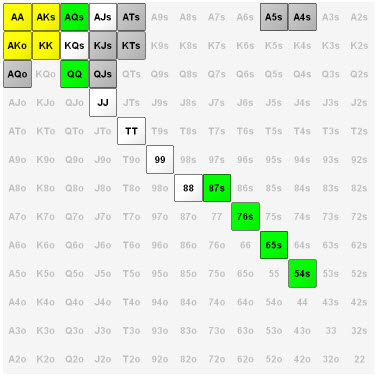 AA AKs AQs AJs ATs A9s A8s A7s A6s A5s A4s A3s A2s
AKo KK KQs KJs KTs K9s K8s K7s K6s K5s K4s K3s K2s
AQo KQo QQ QJs QTs Q9s Q8s Q7s Q6s Q5s Q4s Q3s Q2s
AJo KJo QJo JJ JTs J9s J8s J7s J6s J5s J4s J3s J2s
ATo KTo QTo JTo TT T9s T8s T7s T6s T5s T4s T3s T2s
A9o K9o Q9o J9o T9o 99 98s 97s 96s 95s 94s 93s 92s
A8o K8o Q8o J8o T8o 98o 88 87s 86s 85s 84s 83s 82s
A7o K7o Q7o J7o T7o 97o 87o 77 76s 75s 74s 73s 72s
A6o K6o Q6o J6o T6o 96o 86o 76o 66 65s 64s 63s 62s
A5o K5o Q5o J5o T5o 95o 85o 75o 65o 55 54s 53s 52s
A4o K4o Q4o J4o T4o 94o 84o 74o 64o 54o 44 43s 42s
A3o K3o Q3o J3o T3o 93o 83o 73o 63o 53o 43o 33 32s
A2o K2o Q2o J2o T2o 92o 82o 72o 62o 52o 42o 32o 22